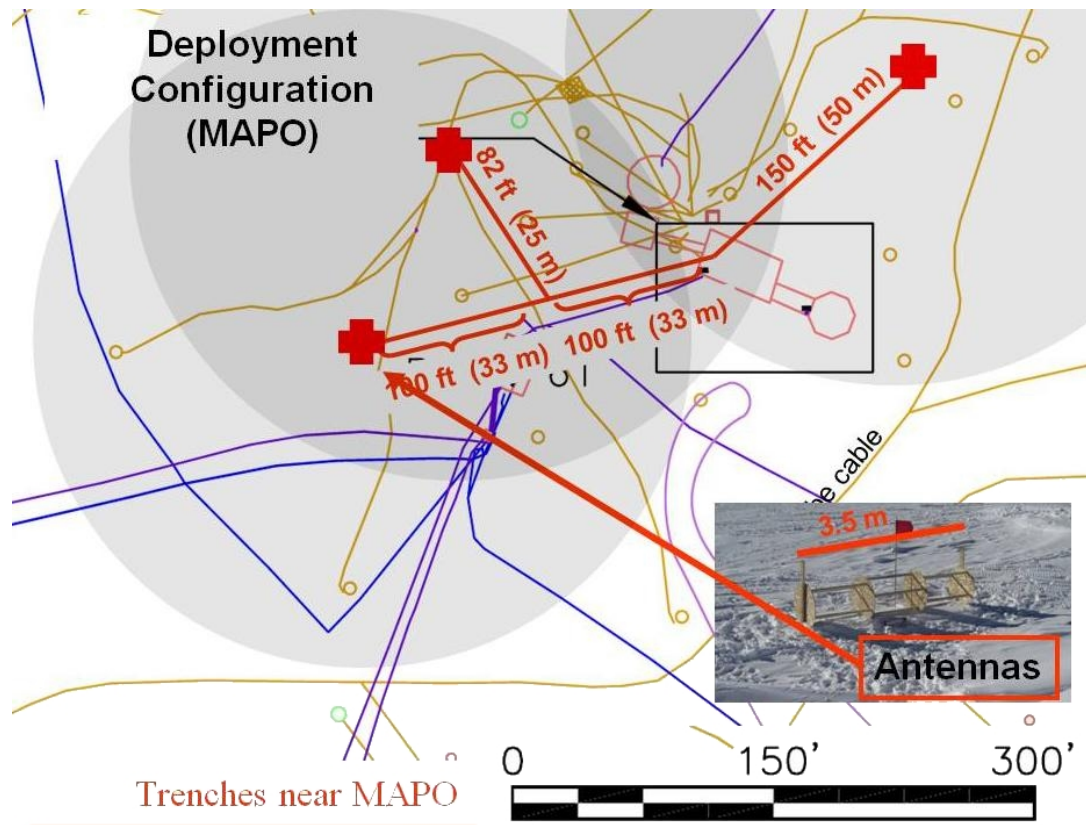 Deployment
Configuration
(MAPO)
82 ft (25 m)
150 ft (50 m)
100 ft (33 m)
100 ft (33 m)
cable
3.5 m
Antennas
0 150' 300'
Trenches near MAPO